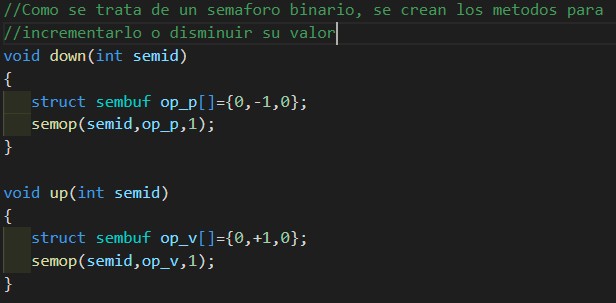 //Como se trata de un semaforo binario, se crean los metodos para
//incrementarlo o disminuir su valor
void down(int semid)
{
struct sembuf op_p[]={0,-1,0};
semop(semid,op_p,1);
}
void up(int semid)
{
struct sembuf op_v[]={0,+1,0};
semop(semid,op_v,1);
}